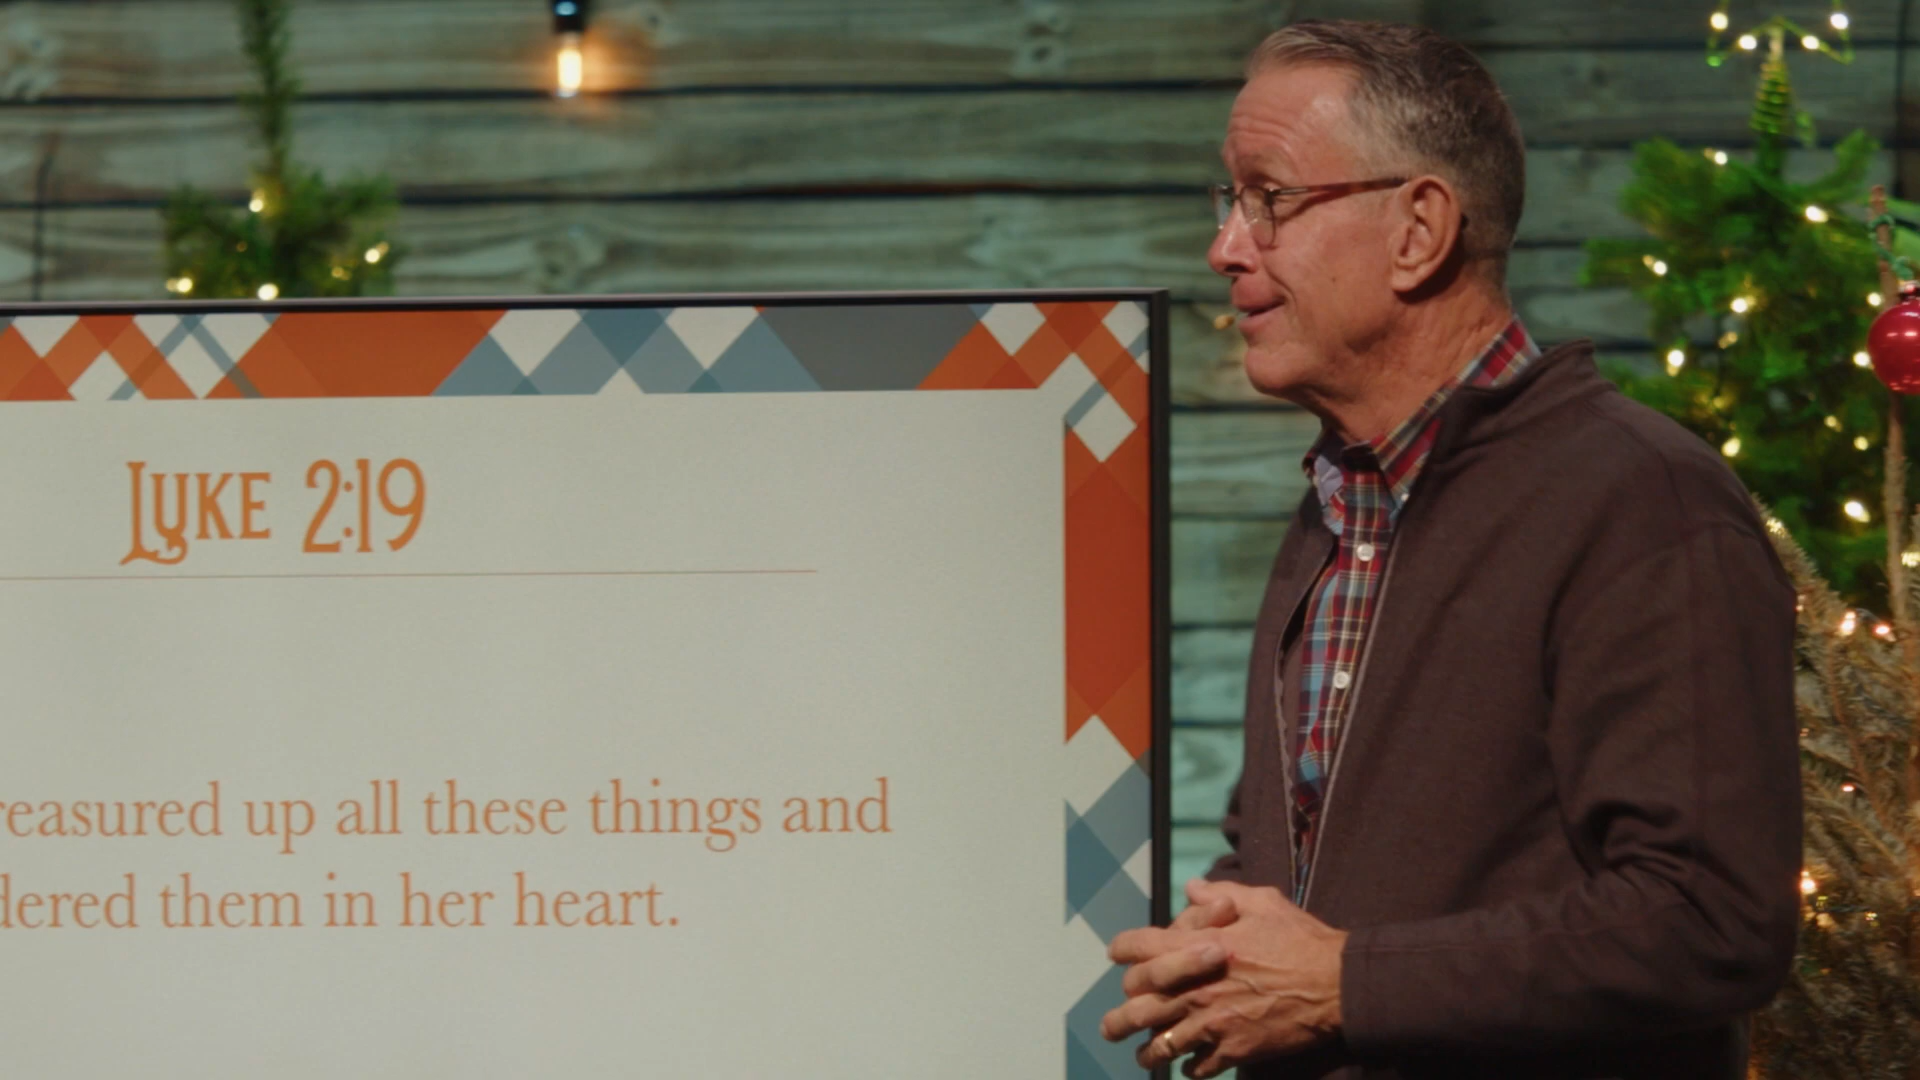 Luke 2:19
reasured up all these things and
dered them in her heart.